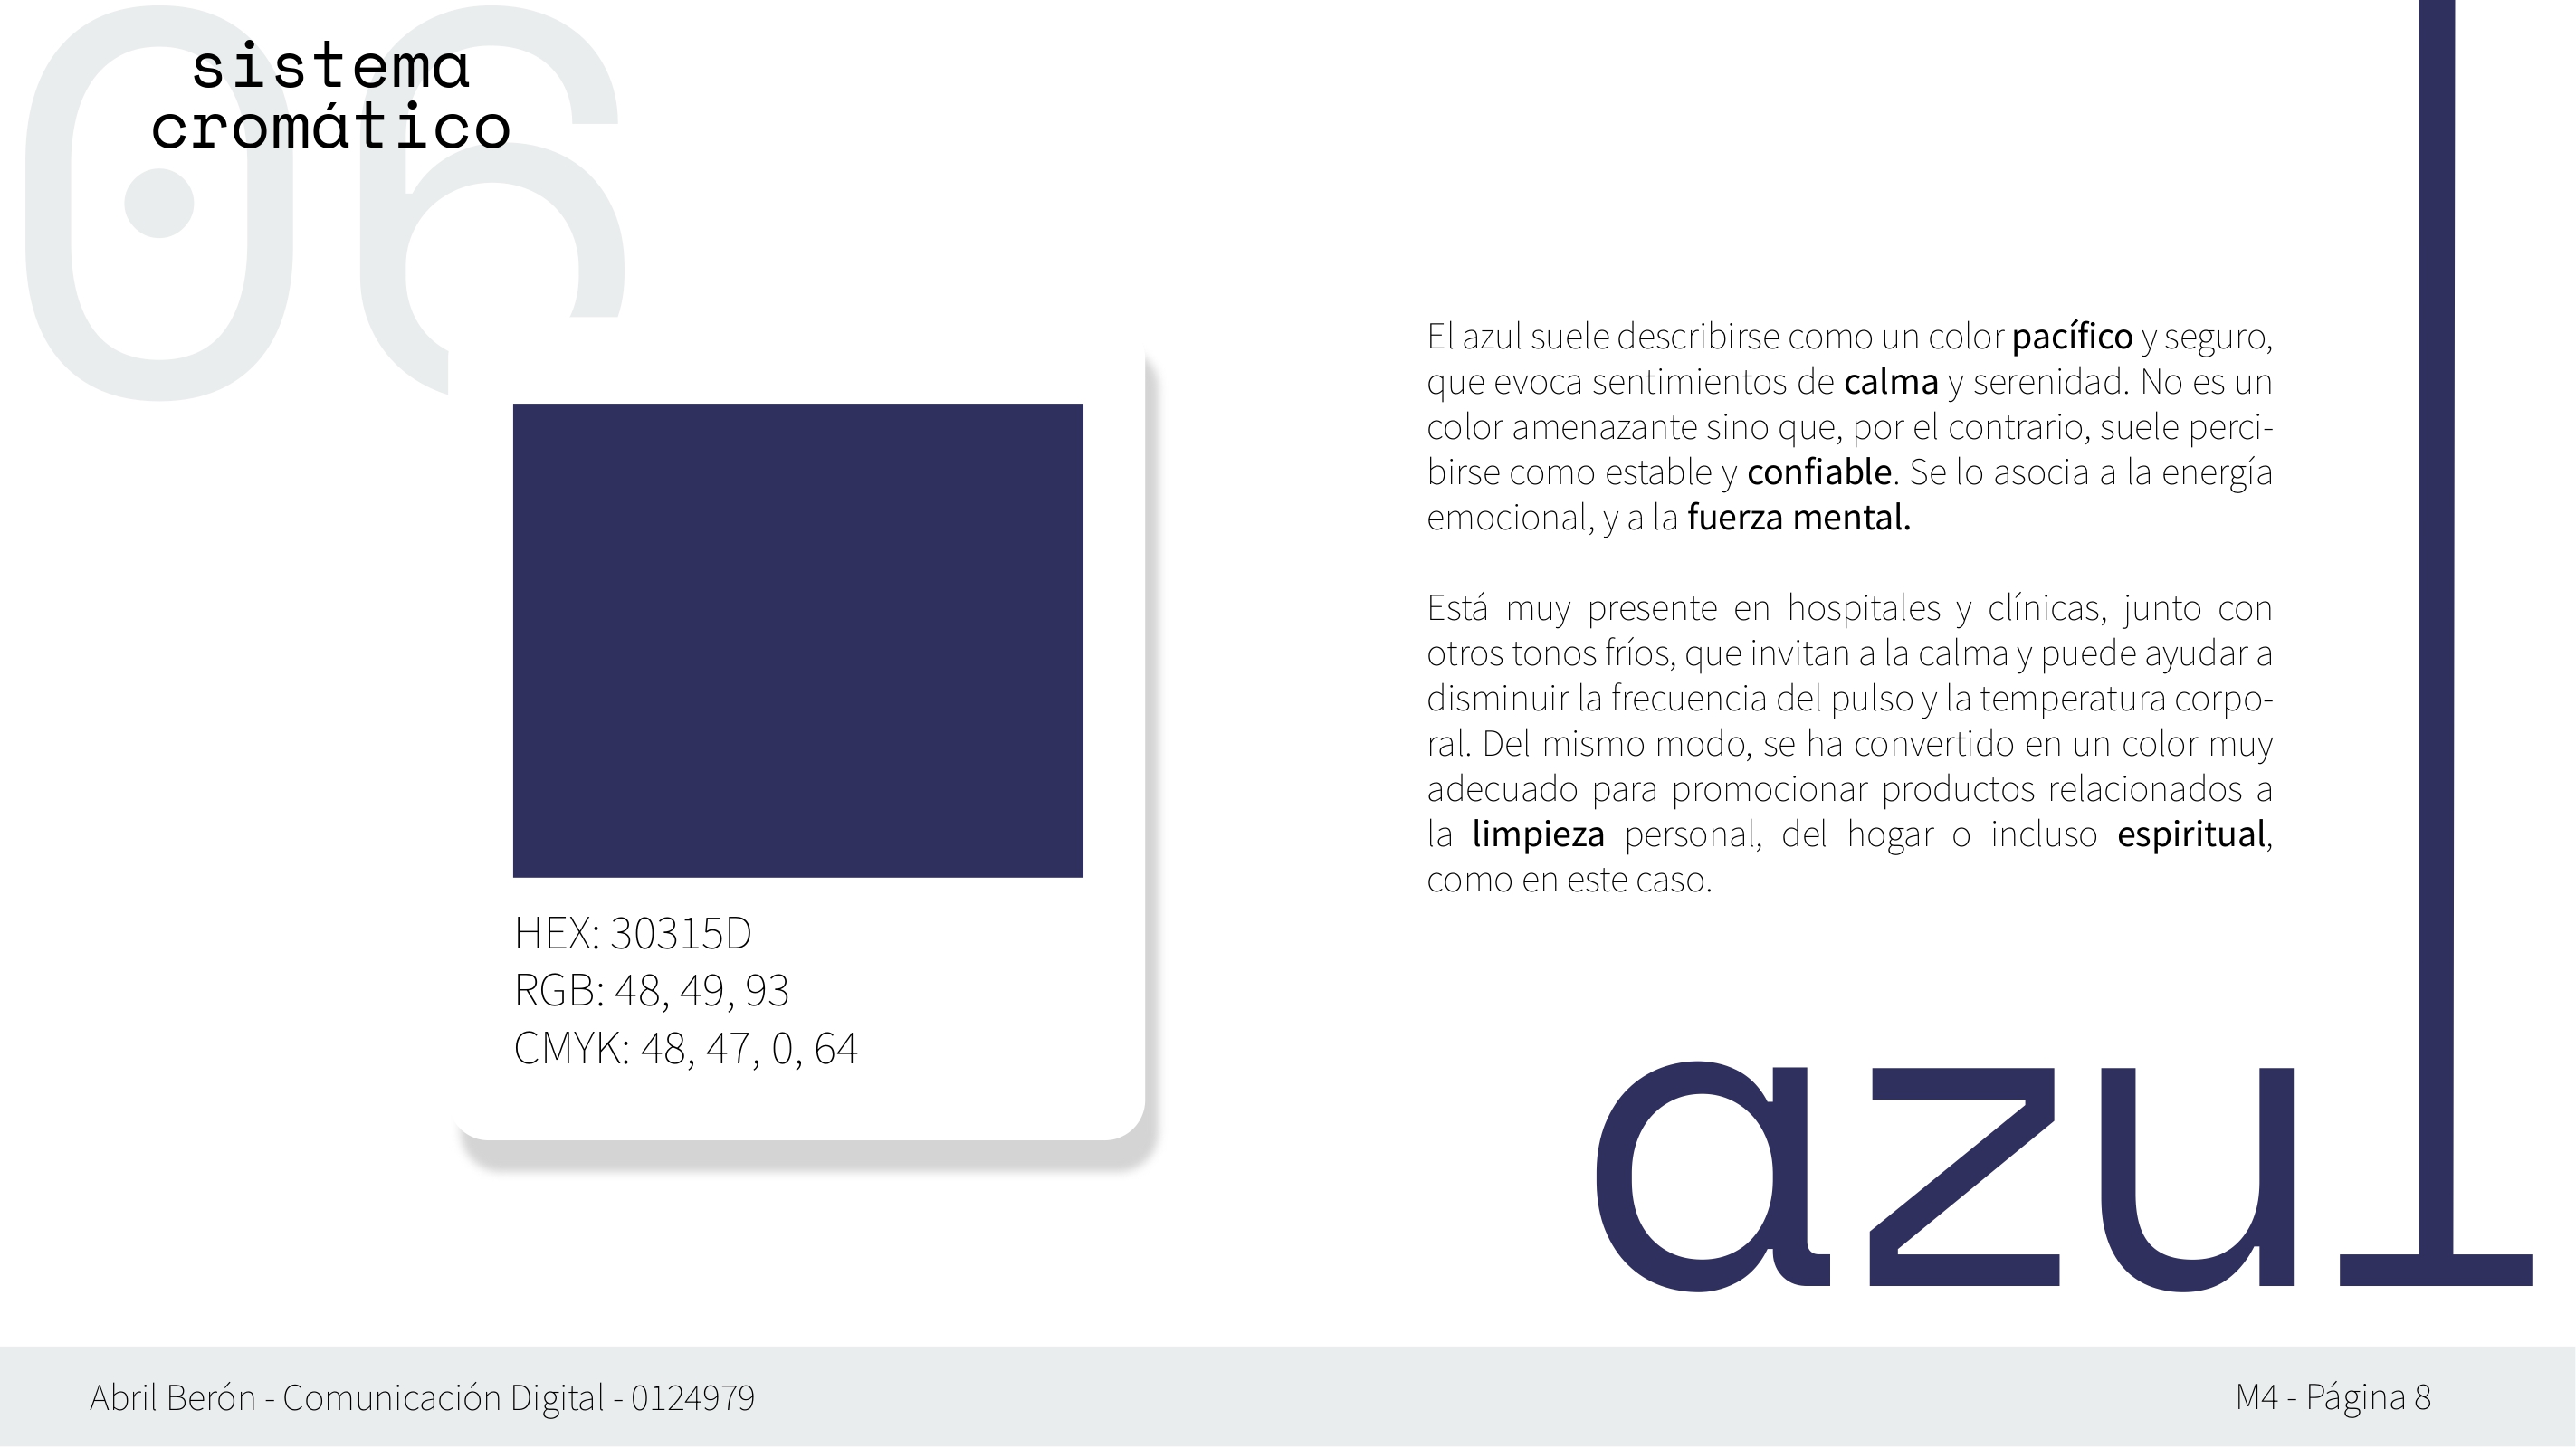 06
sistema
cromático
HEX: 30315D
RGB: 48, 49, 93
CMYK: 48, 47, 0, 64
El azul suele describirse como un color pacífico y seguro,
que evoca sentimientos de calma y serenidad. No es un
color amenazante sino que, por el contrario, suele perci-
birse como estable y confiable. Se lo asocia a la energía
emocional, y a la fuerza mental.
Está muy presente en hospitales y clínicas, junto con
otros tonos fríos, que invitan a la calma y puede ayudar a
disminuir la frecuencia del pulso y la temperatura corpo-
ral. Del mismo modo, se ha convertido en un color muy
adecuado para promocionar productos relacionados a
la limpieza personal, del hogar o incluso espiritual,
como en este caso.
azul
Abril Berón - Comunicación Digital - 0124979
M4 - Página 8